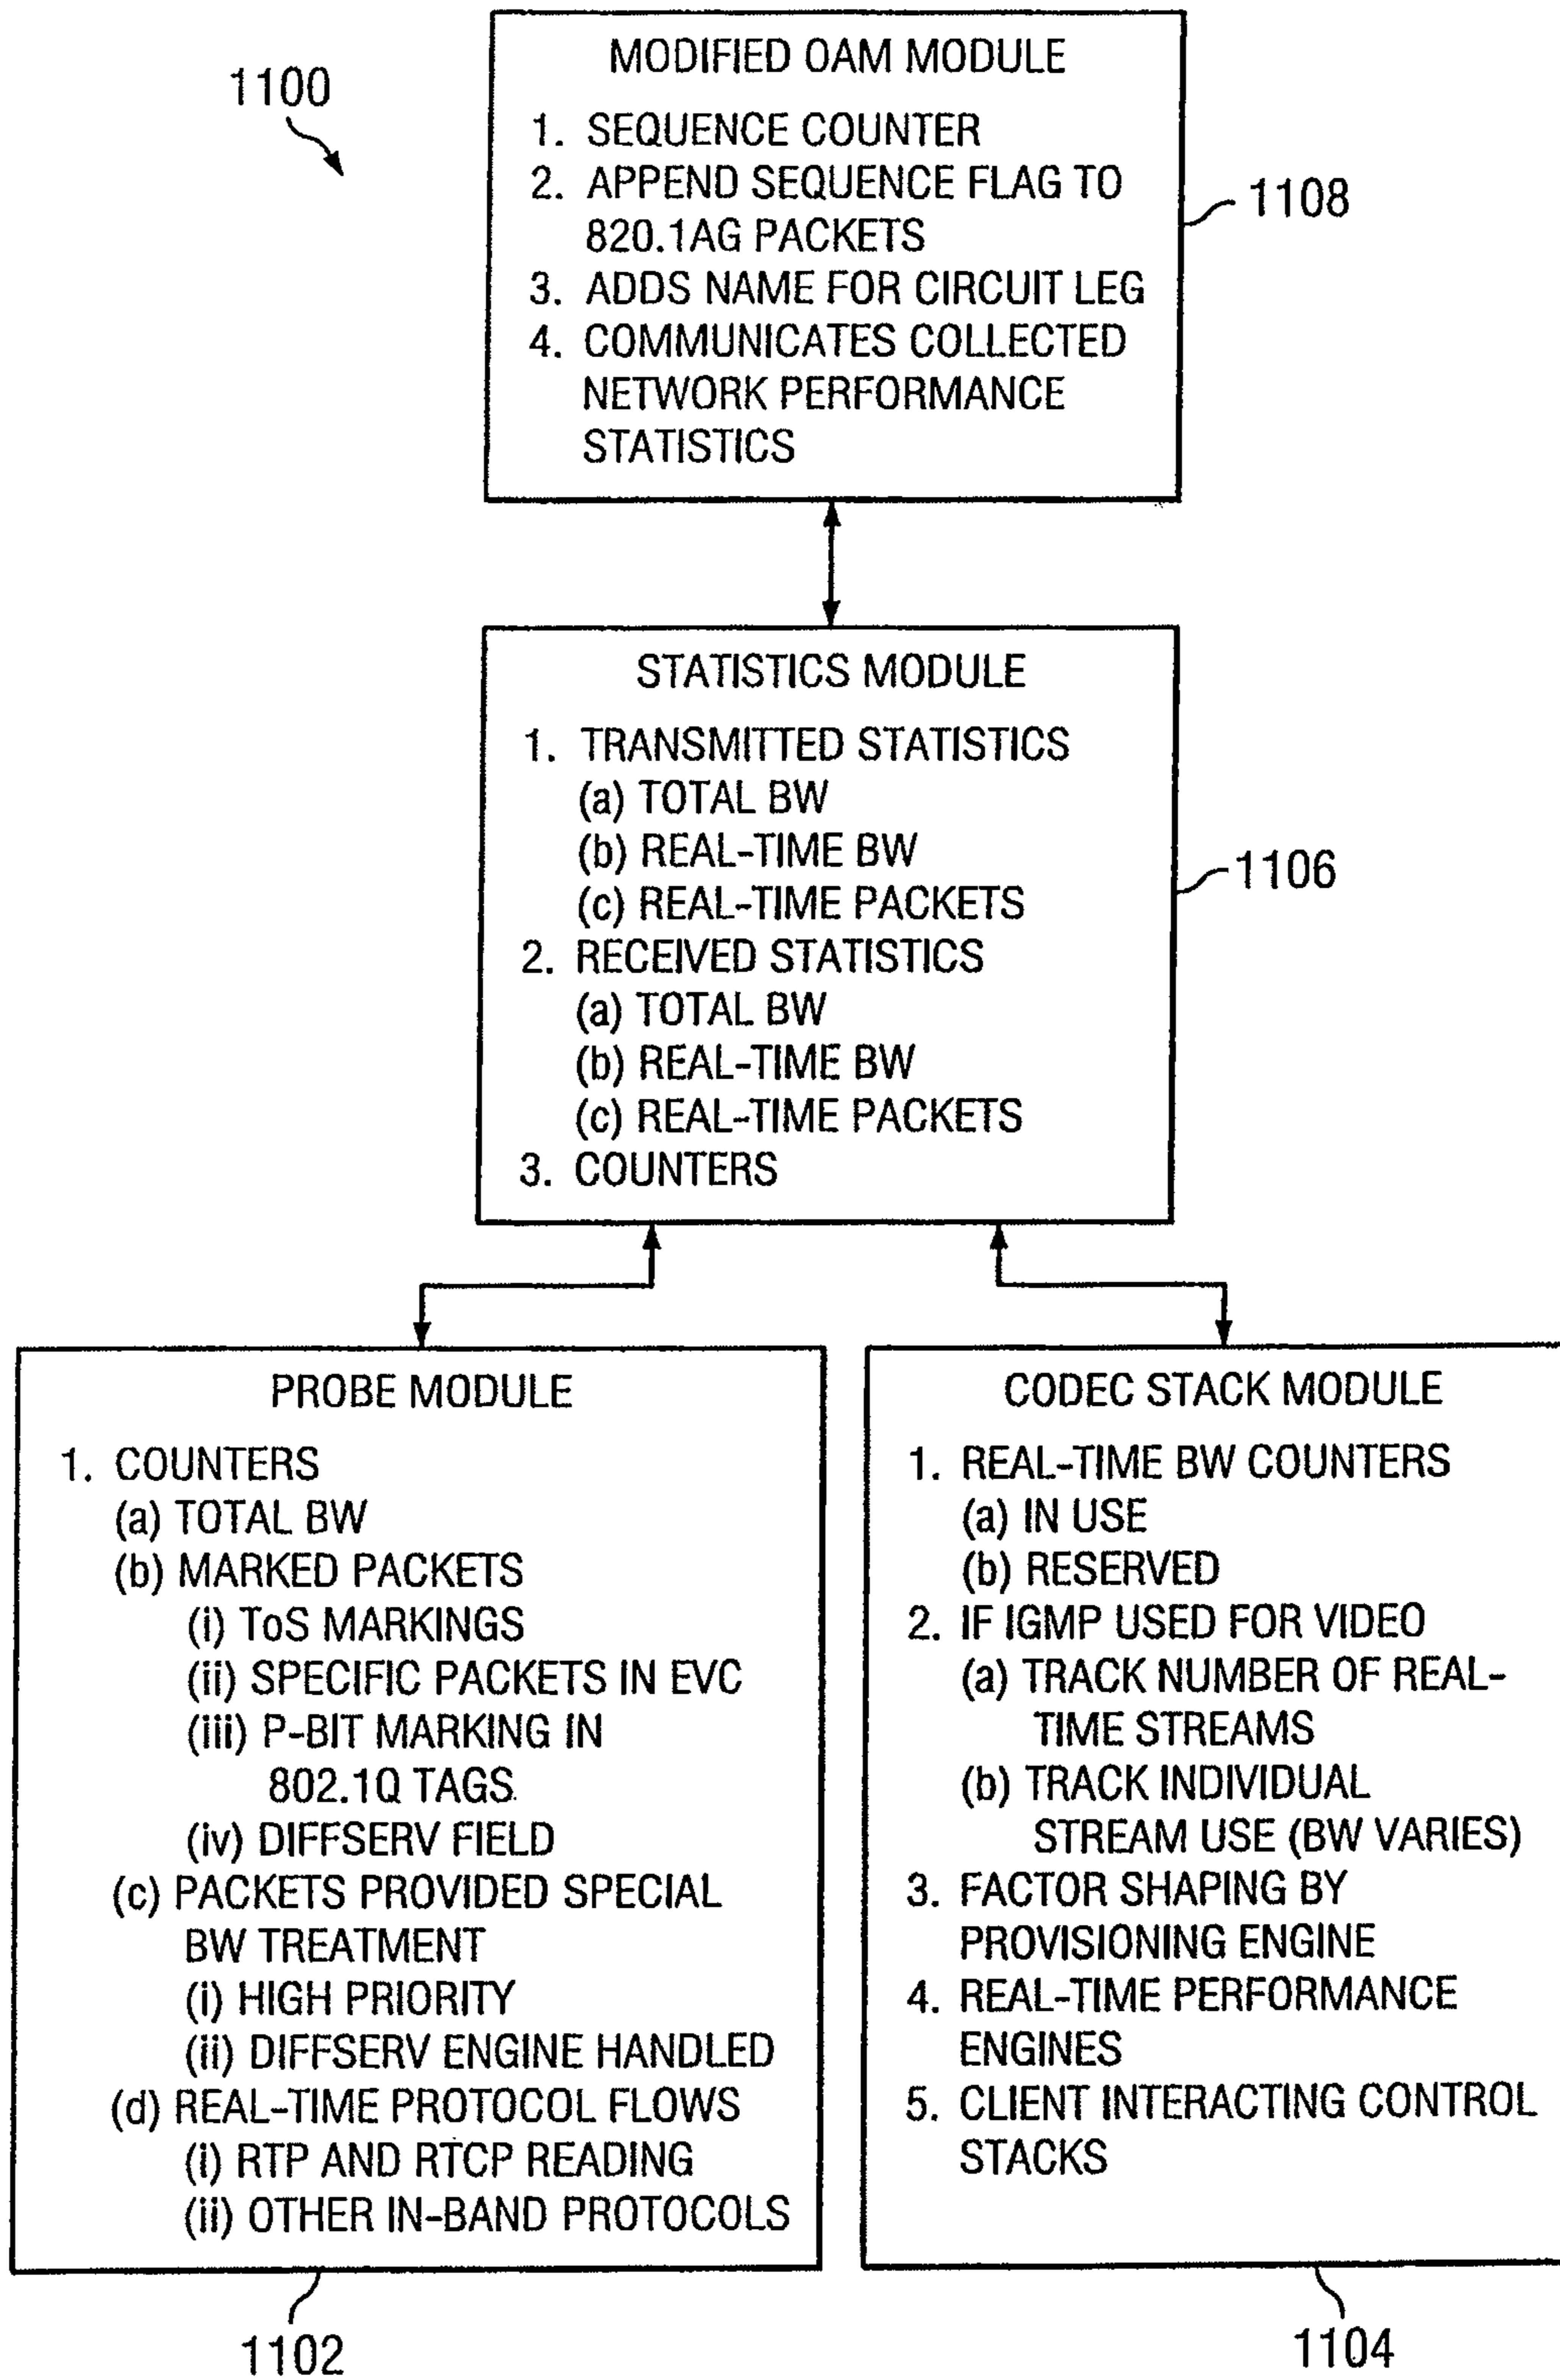 1100
MODIFIED OAM MODULE
1. SEQUENCE COUNTER
2. APPEND SEQUENCE FLAG TO
820.1AG PACKETS
3. ADDS NAME FOR CIRCUIT LEG
4. COMMUNICATES COLLECTED
NETWORK PERFORMANCE
STATISTICS
1108
STATISTICS MODULE
1. TRANSMITTED STATISTICS
(a) TOTAL BW
(b) REAL-TIME BW
(c) REAL-TIME PACKETS
2. RECEIVED STATISTICS
(a) TOTAL BW
(b) REAL-TIME BW
(c) REAL-TIME PACKETS
3. COUNTERS
1106
PROBE MODULE
1. COUNTERS
(a) TOTAL BW
(b) MARKED PACKETS
(i) ToS MARKINGS
(ii) SPECIFIC PACKETS IN EVC
(iii) P-BIT MARKING IN
802.1Q TAGS
(iv) DIFFSERV FIELD
(c) PACKETS PROVIDED SPECIAL
BW TREATMENT
(i) HIGH PRIORITY
(ii) DIFFSERV ENGINE HANDLED
(d) REAL-TIME PROTOCOL FLOWS
(i) RTP AND RTCP READING
(ii) OTHER IN-BAND PROTOCOLS
1102
CODEC STACK MODULE
1. REAL-TIME BW COUNTERS
(a) IN USE
(b) RESERVED
2. IF IGMP USED FOR VIDEO
(a) TRACK NUMBER OF REAL-
TIME STREAMS
(b) TRACK INDIVIDUAL
STREAM USE (BW VARIES)
3. FACTOR SHAPING BY
PROVISIONING ENGINE
4. REAL-TIME PERFORMANCE
ENGINES
5. CLIENT INTERACTING CONTROL
STACKS
1104